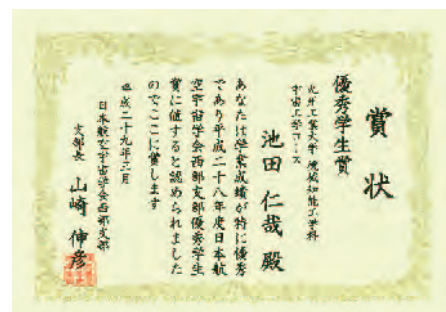 賞状
優秀学生賞
九州工業大学 機械知能工学科
宇宙工学コース
池田 仁哉 殿
あなたは学業成績が特に優秀
であり平成二十八年度日本航
空宇宙学会西部支部優秀学生
賞に値すると認められました
のでここに賞します
平成二十九年三月
日本航空宇宙学会西部支部
支部長 山崎 伸彦